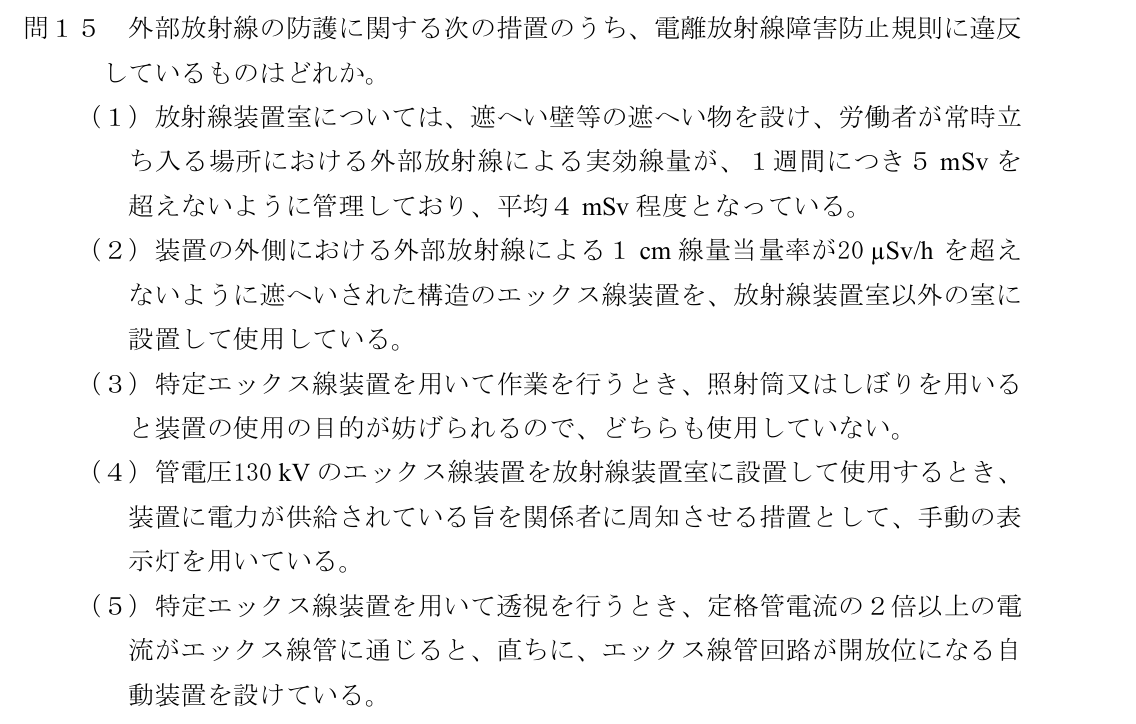 問１５　外部放射線の防護に関する次の措置のうち、電離放射線障害防止規則に違反
しているものはどれか。
（１）放射線装置室については、遮へい壁等の遮へい物を設け、労働者が常時立
ち入る場所における外部放射線による実効線量が、１週間につき５ mSv を
超えないように管理しており、平均４ mSv 程度となっている。
（２）装置の外側における外部放射線による１ cm 線量当量率が20 μSv/h を超え
ないように遮へいされた構造のエックス線装置を、放射線装置室以外の室に
設置して使用している。
（３）特定エックス線装置を用いて作業を行うとき、照射筒又はしぼりを用いる
と装置の使用の目的が妨げられるので、どちらも使用していない。
（４）管電圧130 kV のエックス線装置を放射線装置室に設置して使用するとき、
装置に電力が供給されている旨を関係者に周知させる措置として、手動の表
示灯を用いている。
（５）特定エックス線装置を用いて透視を行うとき、定格管電流の２倍以上の電
流がエックス線管に通じると、直ちに、エックス線管回路が開放位になる自
動装置を設けている。